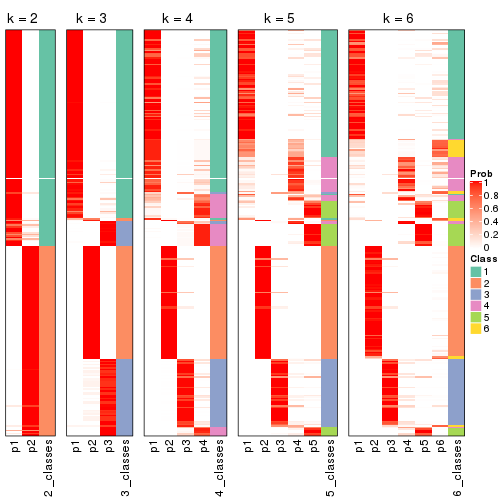 k = 2
k = 3
k = 4
k = 5
k = 6
Prob
1
0.8
0.6
0.4
0.2
0
Class
1
2
3
4
5
6
p1
p2
2_classes
p1
p2
p3
3_classes
p1
p2
p3
p4
4_classes
p1
p2
p3
p4
p5
5_classes
p1
p2
p3
p4
p5
p6
6_classes